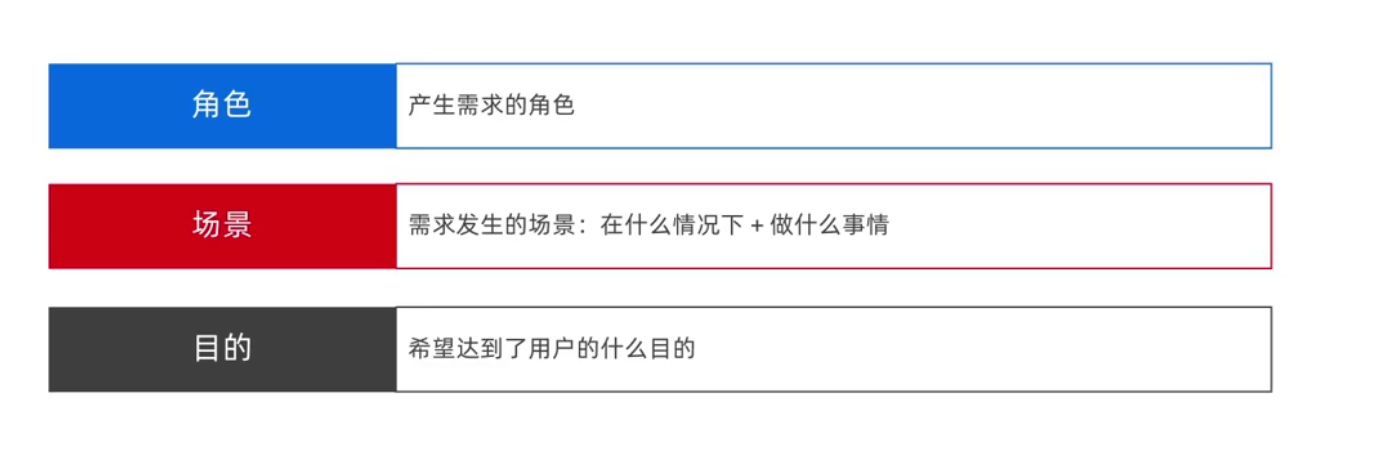 角色
产生需求的角色
场景
需求发生的场景：在什么情况下 + 做什么事情
目的
希望达到了用户的什么目的